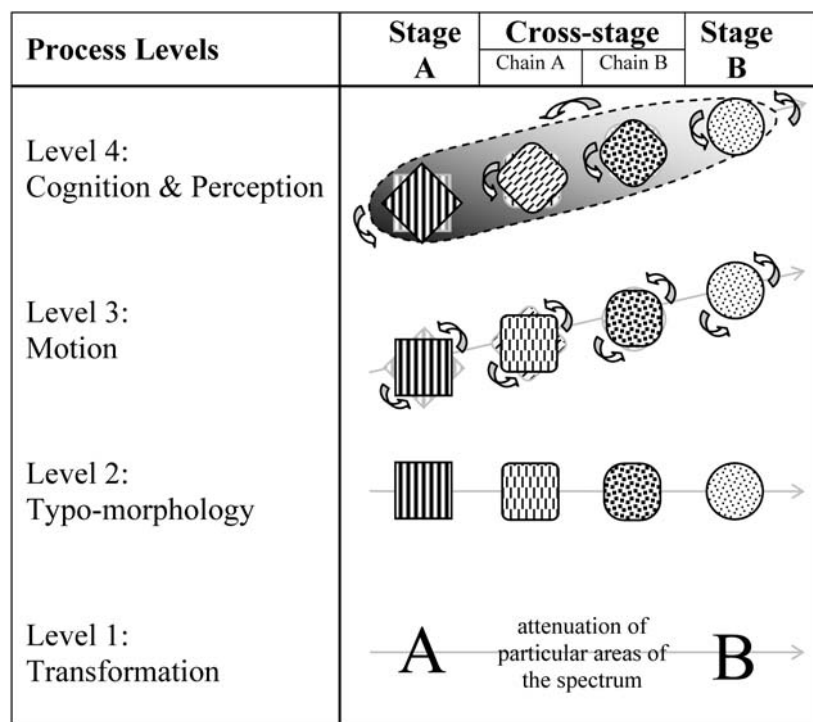 Process Levels
Stage
A
Cross-stage
Chain A
Chain B
Stage
B
Level 4:
Cognition & Perception
Level 3:
Motion
Level 2:
Typo-morphology
Level 1:
Transformation
A
attenuation of
particular areas of
the spectrum
B